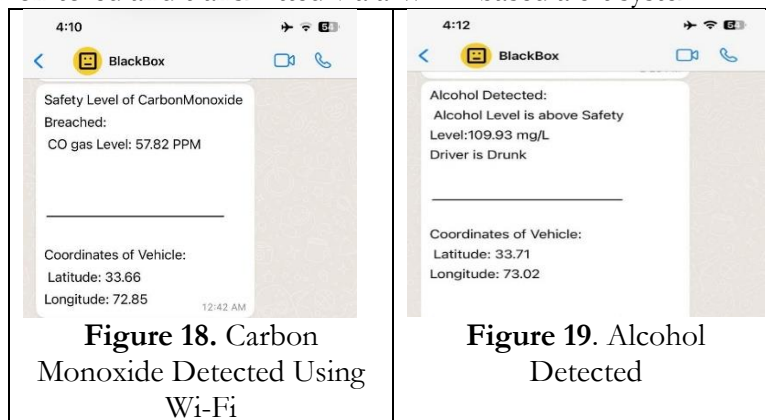 4:10
BlackBox
Safety Level of CarbonMonoxide
Breached:
CO gas Level: 57.82 PPM
Coordinates of Vehicle:
Latitude: 33.66
Longitude: 72.85
12:42 AM
Figure 18. Carbon
Monoxide Detected Using
Wi-Fi
4:12
BlackBox
Alcohol Detected:
Alcohol Level is above Safety
Level:109.93 mg/L
Driver is Drunk
Coordinates of Vehicle:
Latitude: 33.71
Longitude: 73.02
Figure 19. Alcohol
Detected